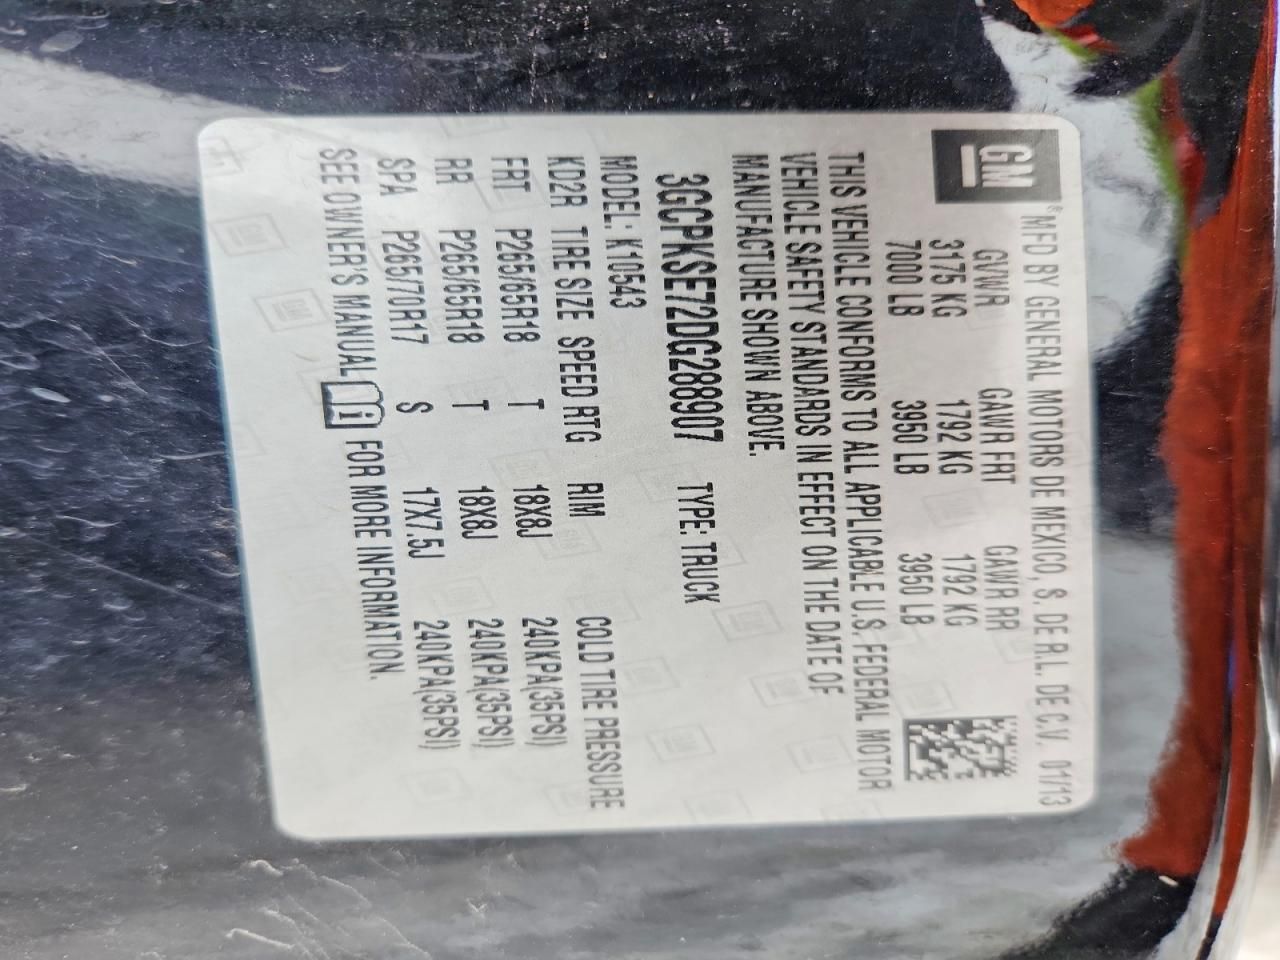 GM
® MFD BY GENERAL MOTORS DE MEXICO, S. DE R.L. DE C.V. 01/13
GVWR GAWR FRT GAWR RR
3175 KG 1792 KG 1792 KG
7000 LB 3950 LB 3950 LB
THIS VEHICLE CONFORMS TO ALL APPLICABLE U.S. FEDERAL MOTOR
VEHICLE SAFETY STANDARDS IN EFFECT ON THE DATE OF
MANUFACTURE SHOWN ABOVE.
3GCPKSE72DG288907 TYPE: TRUCK
MODEL: K10543
KD2R TIRE SIZE SPEED RTG RIM COLD TIRE PRESSURE
FRT P265/65R18 T 18X8J 240KPA(35PSI)
RR P265/65R18 T 18X8J 240KPA(35PSI)
SPA P265/70R17 S 17X7.5J 240KPA(35PSI)
SEE OWNER'S MANUAL i FOR MORE INFORMATION.